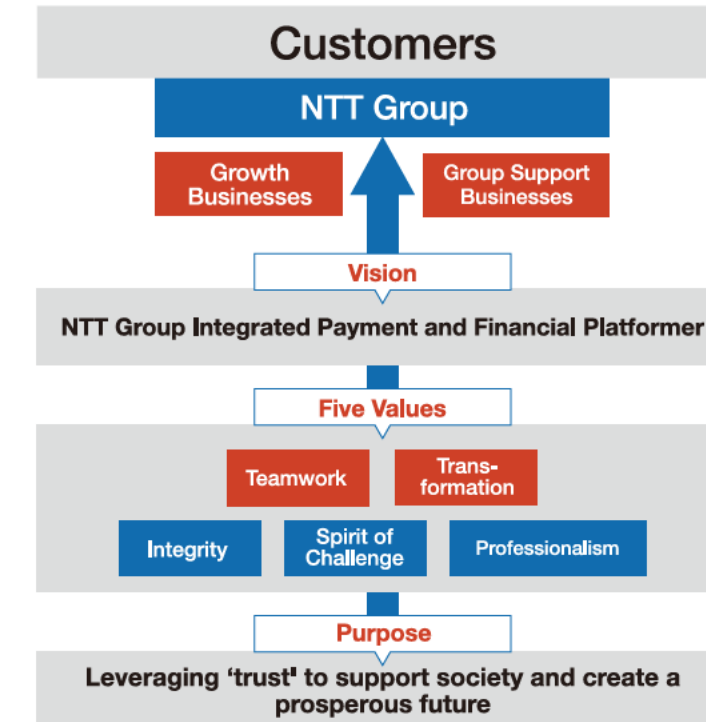 Customers
NTT Group
Growth
Businesses
Group Support
Businesses
Vision
NTT Group Integrated Payment and Financial Platformer
Five Values
Teamwork
Trans-
formation
Integrity
Spirit of
Challenge
Professionalism
Purpose
Leveraging ‘trust' to support society and create a
prosperous future